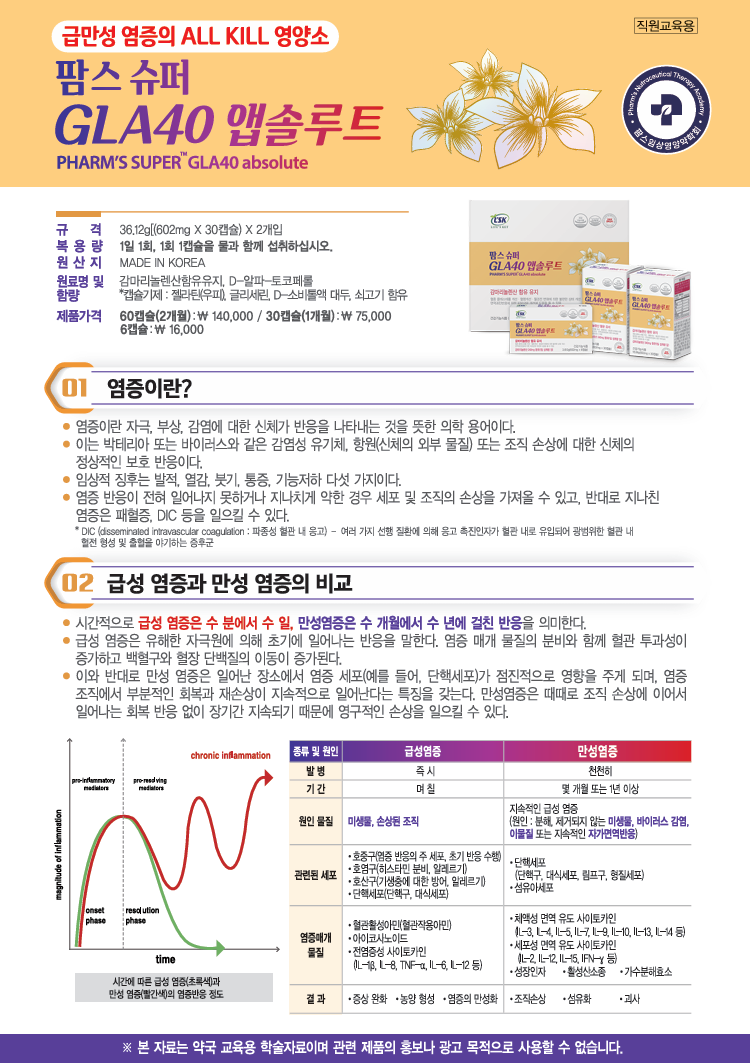 직원교육용
급만성 염증의 ALL KILL 영양소
팜스 슈퍼
GLA40 앱솔루트
PHARM'S SUPER™ GLA40 absolute
Pharm's Nutraceutical Therapy Academy
팜스임상영양약학회
규 격 36.12g[(602mg X 30캡슐) X 2개입
복 용 량 1일 1회, 1회 1캡슐을 물과 함께 섭취하십시오.
원 산 지 MADE IN KOREA
원료명 및 함량 감마리놀렌산함유유지, D-알파-토코페롤
*캡슐기제 : 젤라틴(우피), 글리세린, D-소비톨액 대두, 쇠고기 함유
제품가격 60캡슐(2개월) : ₩ 140,000 / 30캡슐(1개월) : ₩ 75,000
6캡슐 : ₩ 16,000
CSK
팜스 슈퍼
GLA40 앱솔루트
PHARM'S SUPER GLA40 absolute
감마리놀렌산 함유 유지
팜스 슈퍼
GLA40 앱솔루트
팜스 슈퍼
GLA40 앱솔루트
팜스 슈퍼
GLA40 앱솔루트
01 염증이란?
• 염증이란 자극, 부상, 감염에 대한 신체가 반응을 나타내는 것을 뜻한 의학 용어이다.
• 이는 박테리아 또는 바이러스와 같은 감염성 유기체, 항원(신체의 외부 물질) 또는 조직 손상에 대한 신체의
정상적인 보호 반응이다.
• 임상적 징후는 발적, 열감, 붓기, 통증, 기능저하 다섯 가지이다.
• 염증 반응이 전혀 일어나지 못하거나 지나치게 약한 경우 세포 및 조직의 손상을 가져올 수 있고, 반대로 지나친
염증은 패혈증, DIC 등을 일으킬 수 있다.
* DIC (disseminated intravascular coagulation : 파종성 혈관 내 응고) - 여러 가지 선행 질환에 의해 응고 촉진인자가 혈관 내로 유입되어 광범위한 혈관 내
혈전 형성 및 출혈을 야기하는 증후군
02 급성 염증과 만성 염증의 비교
• 시간적으로 급성 염증은 수 분에서 수 일, 만성염증은 수 개월에서 수 년에 걸친 반응을 의미한다.
• 급성 염증은 유해한 자극원에 의해 초기에 일어나는 반응을 말한다. 염증 매개 물질의 분비와 함께 혈관 투과성이
증가하고 백혈구와 혈장 단백질의 이동이 증가된다.
• 이와 반대로 만성 염증은 일어난 장소에서 염증 세포(예를 들어, 단핵세포)가 점진적으로 영향을 주게 되며, 염증
조직에서 부분적인 회복과 재손상이 지속적으로 일어난다는 특징을 갖는다. 만성염증은 때때로 조직 손상에 이어서
일어나는 회복 반응 없이 장기간 지속되기 때문에 영구적인 손상을 일으킬 수 있다.
chronic inflammation
pro-inflammatory
mediators
pro-resolving
mediators
magnitude of inflammation
onset
phase
resolution
phase
time
시간에 따른 급성 염증(초록색)과
만성 염증(빨간색)의 염증반응 정도
종류 및 원인 급성염증 만성염증
발 병 즉 시 천천히
기 간 며 칠 몇 개월 또는 1년 이상
원인 물질 미생물, 손상된 조직
지속적인 급성 염증
(원인 : 분해, 제거되지 않는 미생물, 바이러스 감염,
이물질 또는 지속적인 자가면역반응)
관련된 세포
• 호중구(염증 반응의 주 세포, 초기 반응 수행)
• 호염구(히스타민 분비, 알레르기)
• 호산구(기생충에 대한 방어, 알레르기)
• 단핵세포(단핵구, 대식세포)
• 단핵세포
(단핵구, 대식세포, 림프구, 형질세포)
• 섬유아세포
염증매개
물질
• 혈관활성아민(혈관작용아민)
• 아이코사노이드
• 전염증성 사이토카인
(IL-1β, IL-8, TNF-α, IL-6, IL-12 등)
• 체액성 면역 유도 사이토카인
(IL-3, IL-4, IL-5, IL-7, IL-9, IL-10, IL-13, IL-14 등)
• 세포성 면역 유도 사이토카인
(IL-2, IL-12, IL-15, IFN-γ 등)
• 성장인자 • 활성산소종 • 가수분해효소
결 과 • 증상 완화 • 농양 형성 • 염증의 만성화 • 조직손상 • 섬유화 • 괴사
※ 본 자료는 약국 교육용 학술자료이며 관련 제품의 홍보나 광고 목적으로 사용할 수 없습니다.